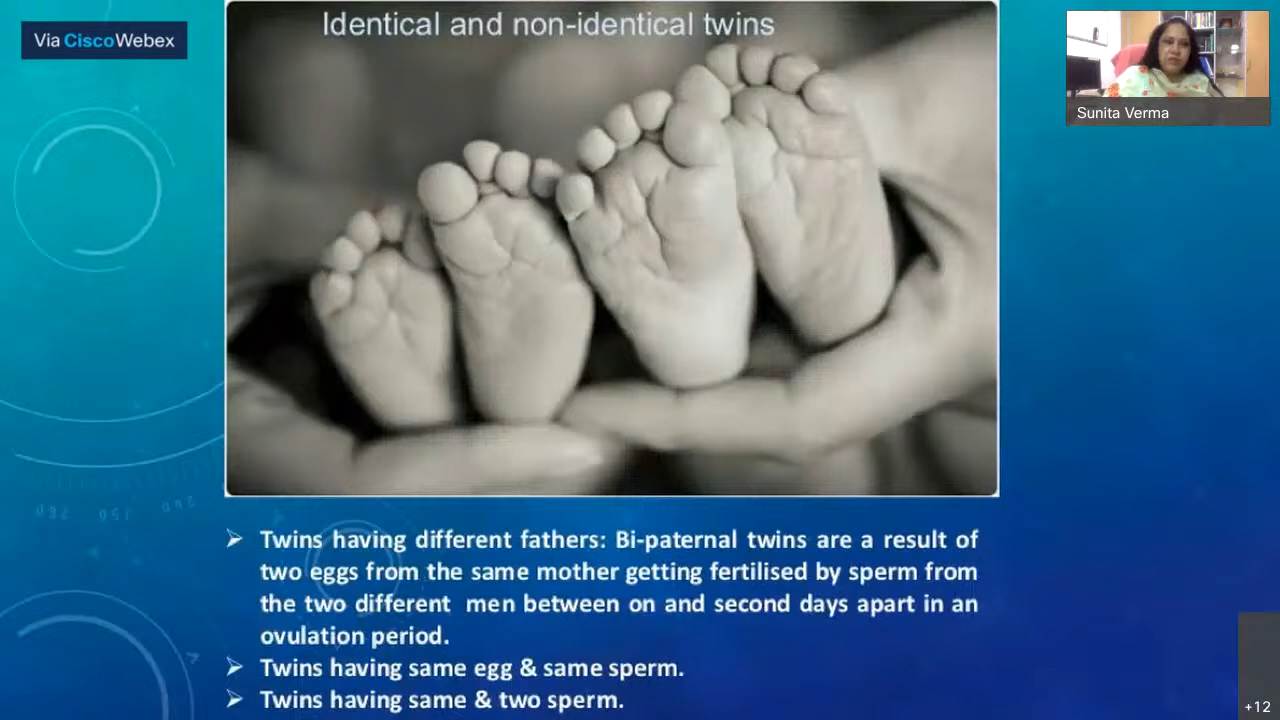 Via CiscoWebex
Identical and non-identical twins
Sunita Verma
➢ Twins having different fathers: Bi-paternal twins are a result of
two eggs from the same mother getting fertilised by sperm from
the two different men between on and second days apart in an
ovulation period.
➢ Twins having same egg & same sperm.
➢ Twins having same & two sperm.
+12